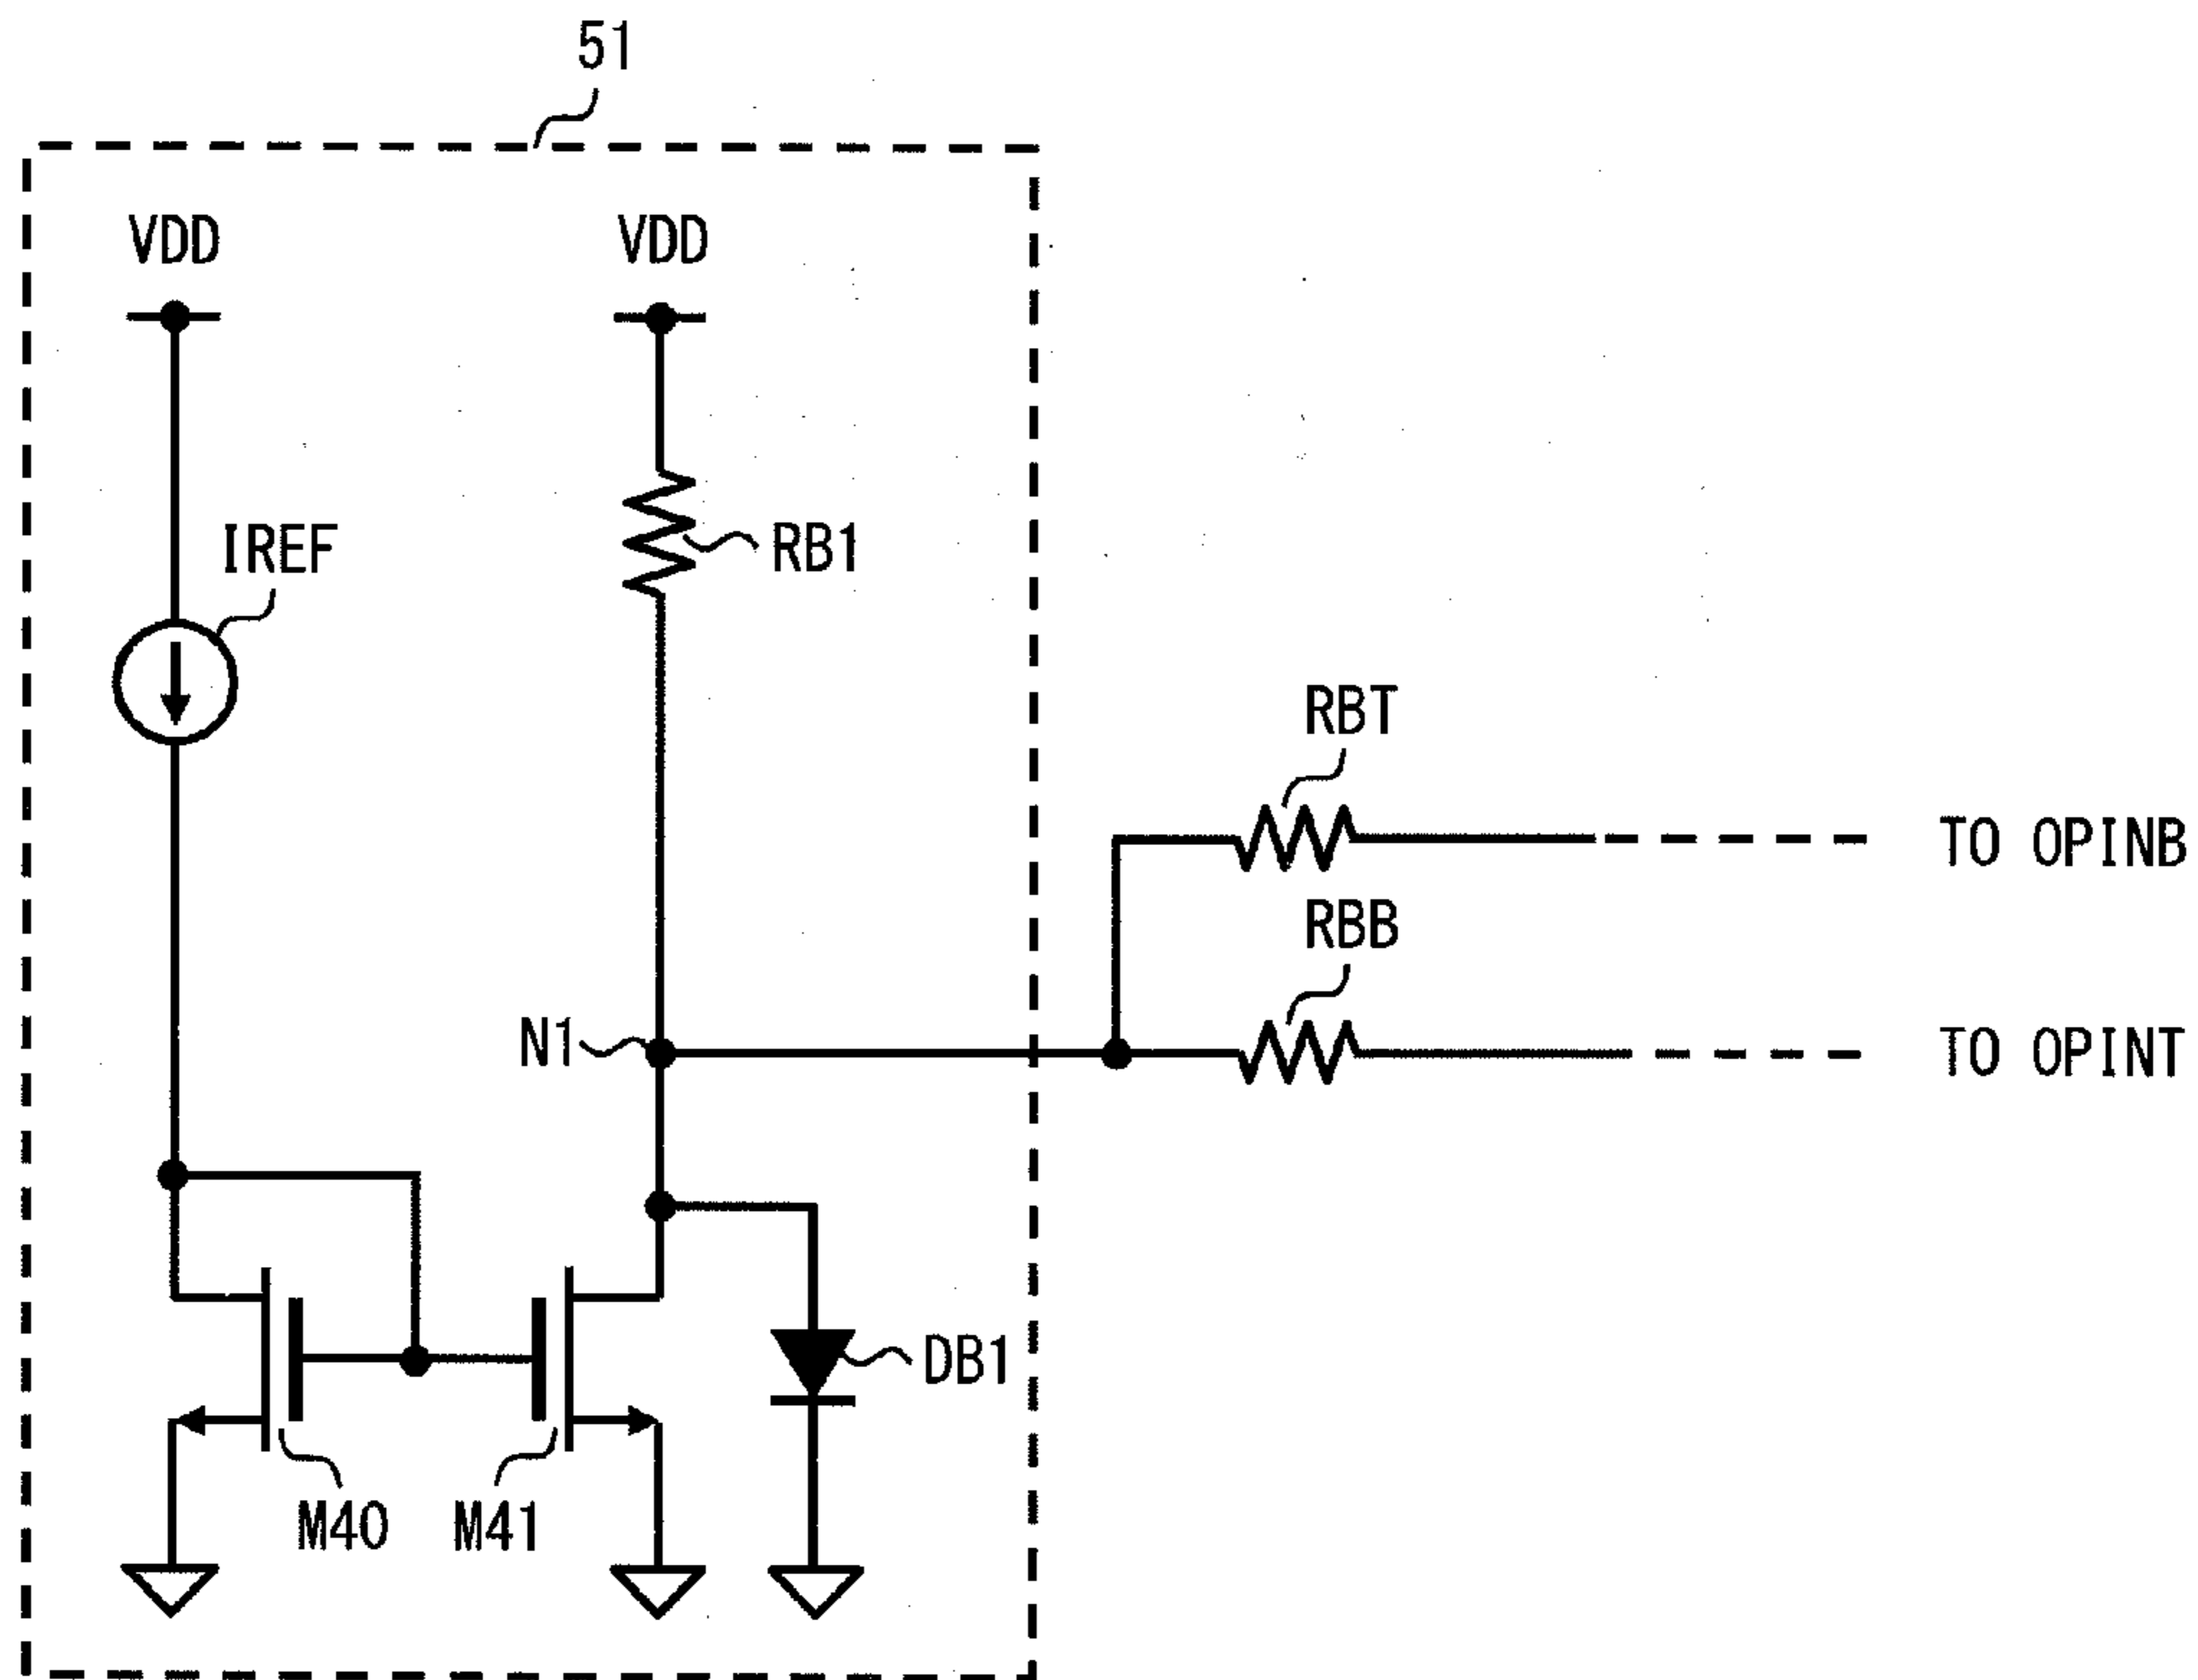 51
VDD
VDD
IREF
RB1
RBT
TO OPINB
RBB
N1
TO OPINT
DB1
M40
M41